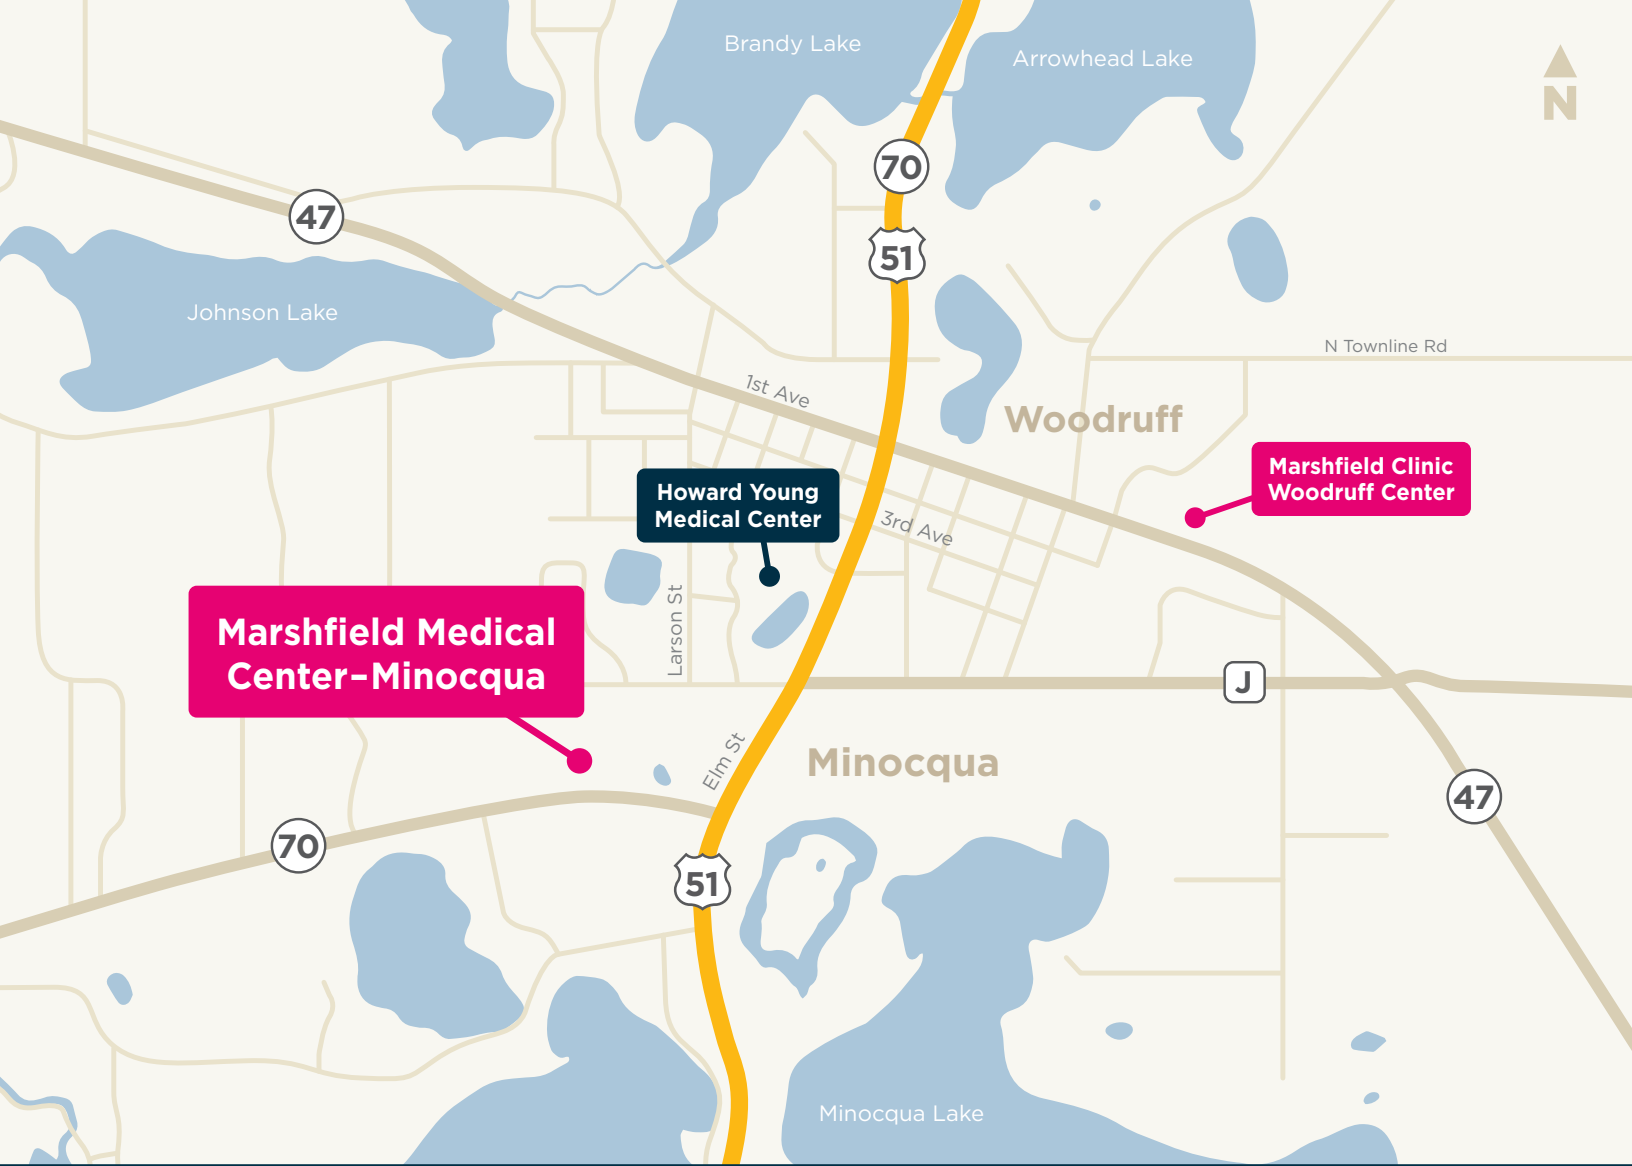 Brandy Lake
Arrowhead Lake
N
70
47
51
Johnson Lake
N Townline Rd
1st Ave
Woodruff
Marshfield Clinic
Woodruff Center
Howard Young
Medical Center
3rd Ave
Larson St
Marshfield Medical
Center–Minocqua
J
Elm St
Minocqua
47
70
51
Minocqua Lake